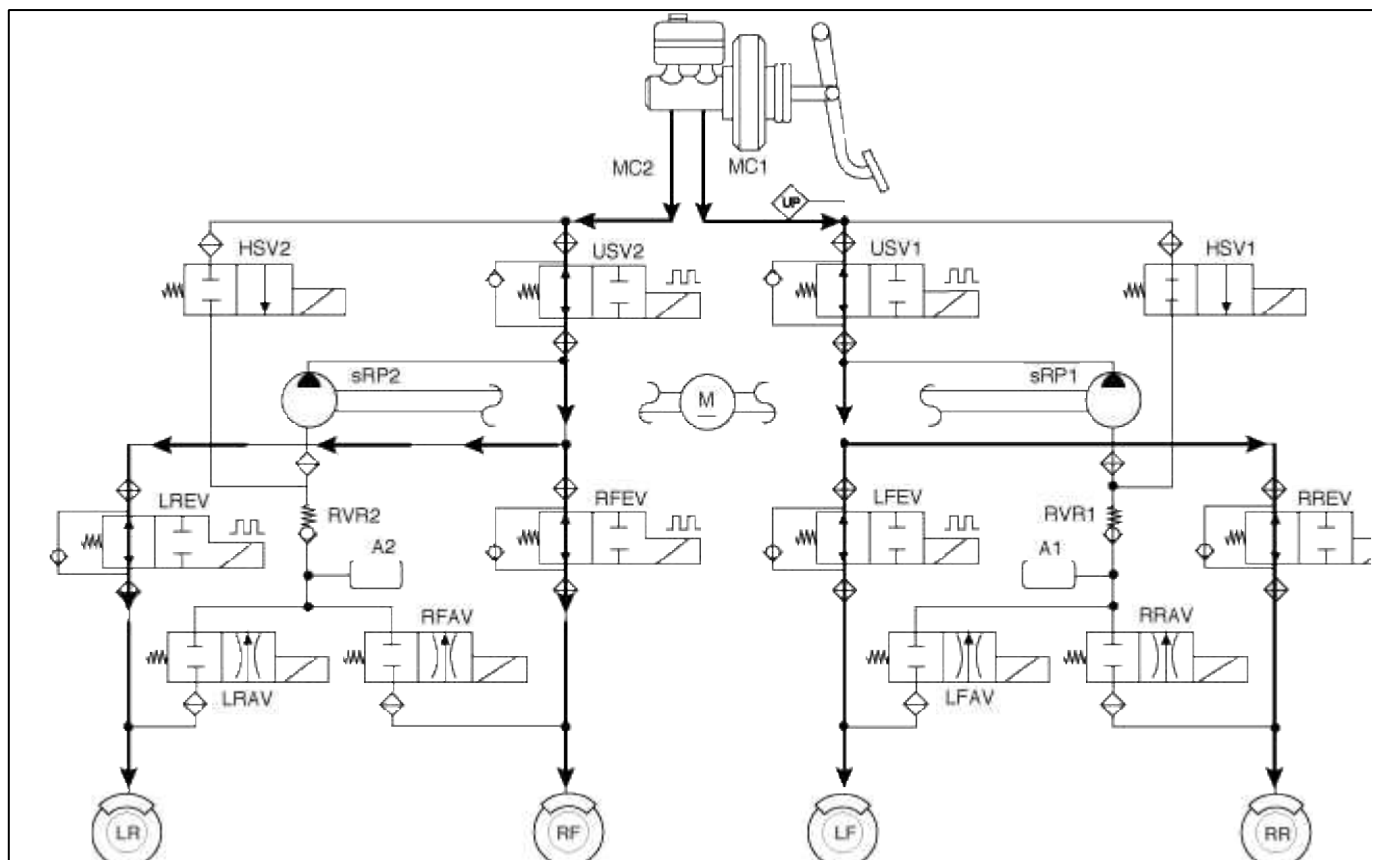 MC2
MC1
UP
HSV2
USV2
USV1
HSV1
sRP2
M
sRP1
LREV
RVR2
RFEV
LFEV
RVR1
RREV
A2
A1
RFAV
RRAV
LRAV
LFAV
LR
RF
LF
RR